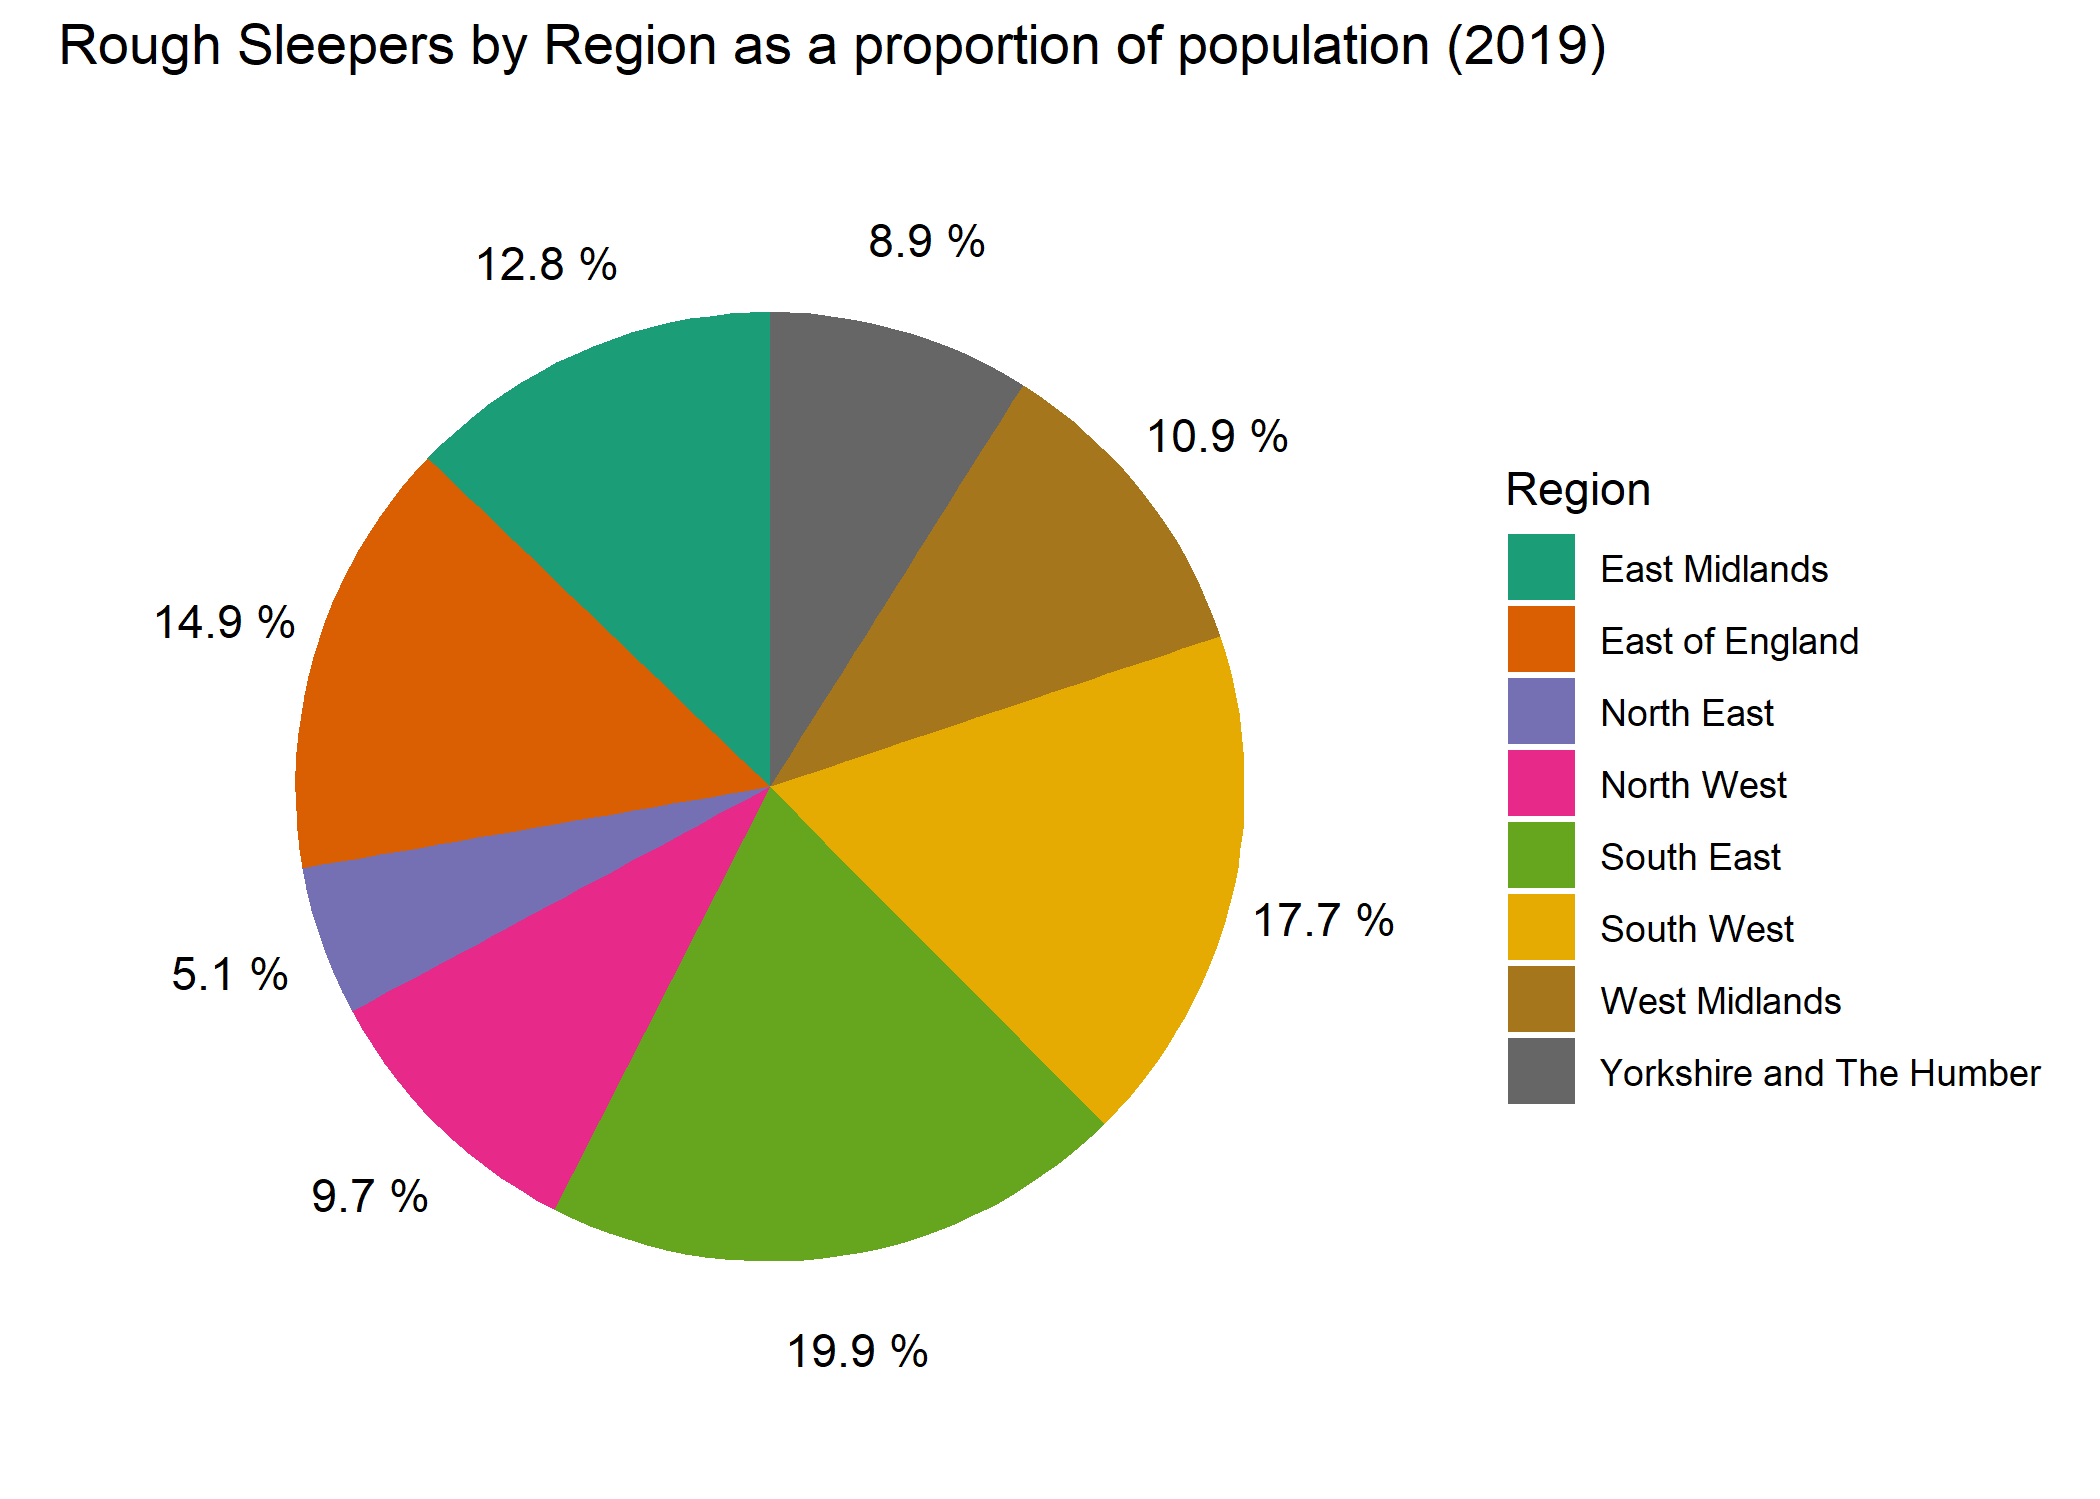 Rough Sleepers by Region as a proportion of population (2019)
8.9 %
12.8 %
10.9 %
14.9 %
17.7 %
5.1 %
9.7 %
19.9 %
Region
East Midlands
East of England
North East
North West
South East
South West
West Midlands
Yorkshire and The Humber